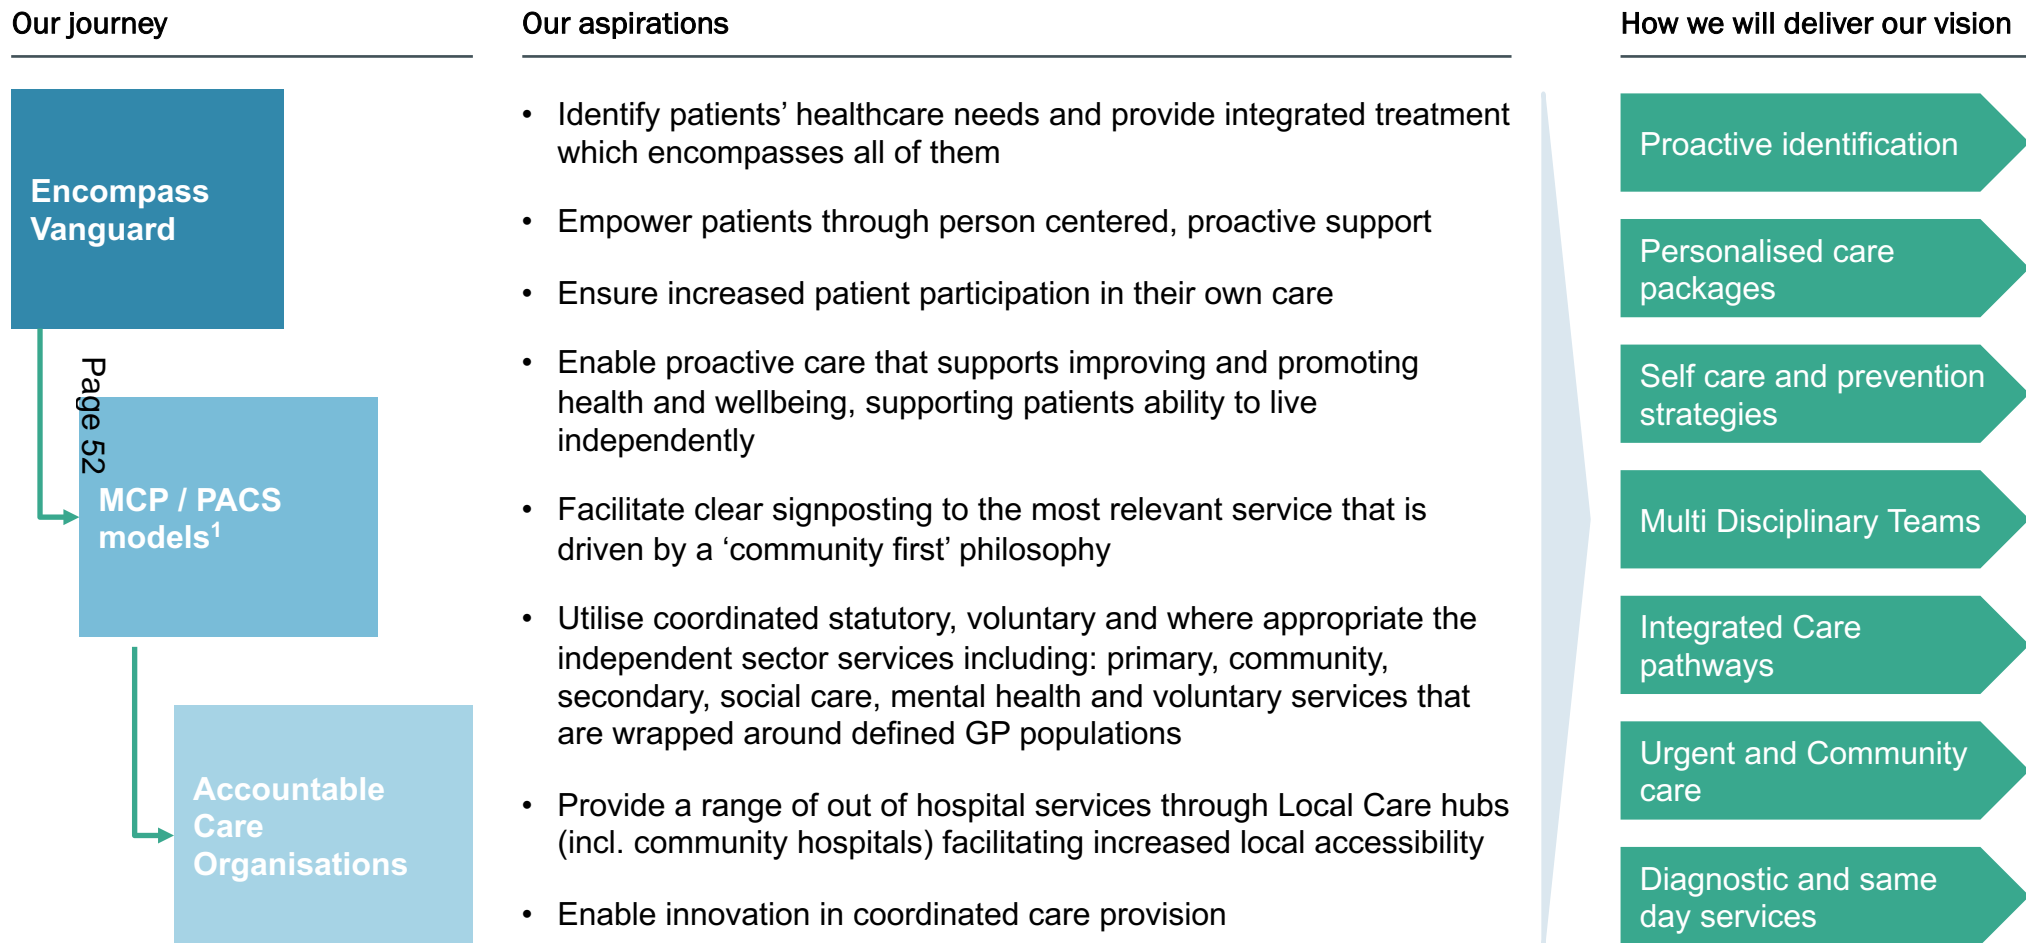 Our journey
Encompass
Vanguard
Page 52
MCP / PACS
models1
Accountable
Care
Organisations
Our aspirations
• Identify patients’ healthcare needs and provide integrated treatment
which encompasses all of them
• Empower patients through person centered, proactive support
• Ensure increased patient participation in their own care
• Enable proactive care that supports improving and promoting
health and wellbeing, supporting patients ability to live
independently
• Facilitate clear signposting to the most relevant service that is
driven by a ‘community first’ philosophy
• Utilise coordinated statutory, voluntary and where appropriate the
independent sector services including: primary, community,
secondary, social care, mental health and voluntary services that
are wrapped around defined GP populations
• Provide a range of out of hospital services through Local Care hubs
(incl. community hospitals) facilitating increased local accessibility
• Enable innovation in coordinated care provision
How we will deliver our vision
Proactive identification
Personalised care
packages
Self care and prevention
strategies
Multi Disciplinary Teams
Integrated Care
pathways
Urgent and Community
care
Diagnostic and same
day services